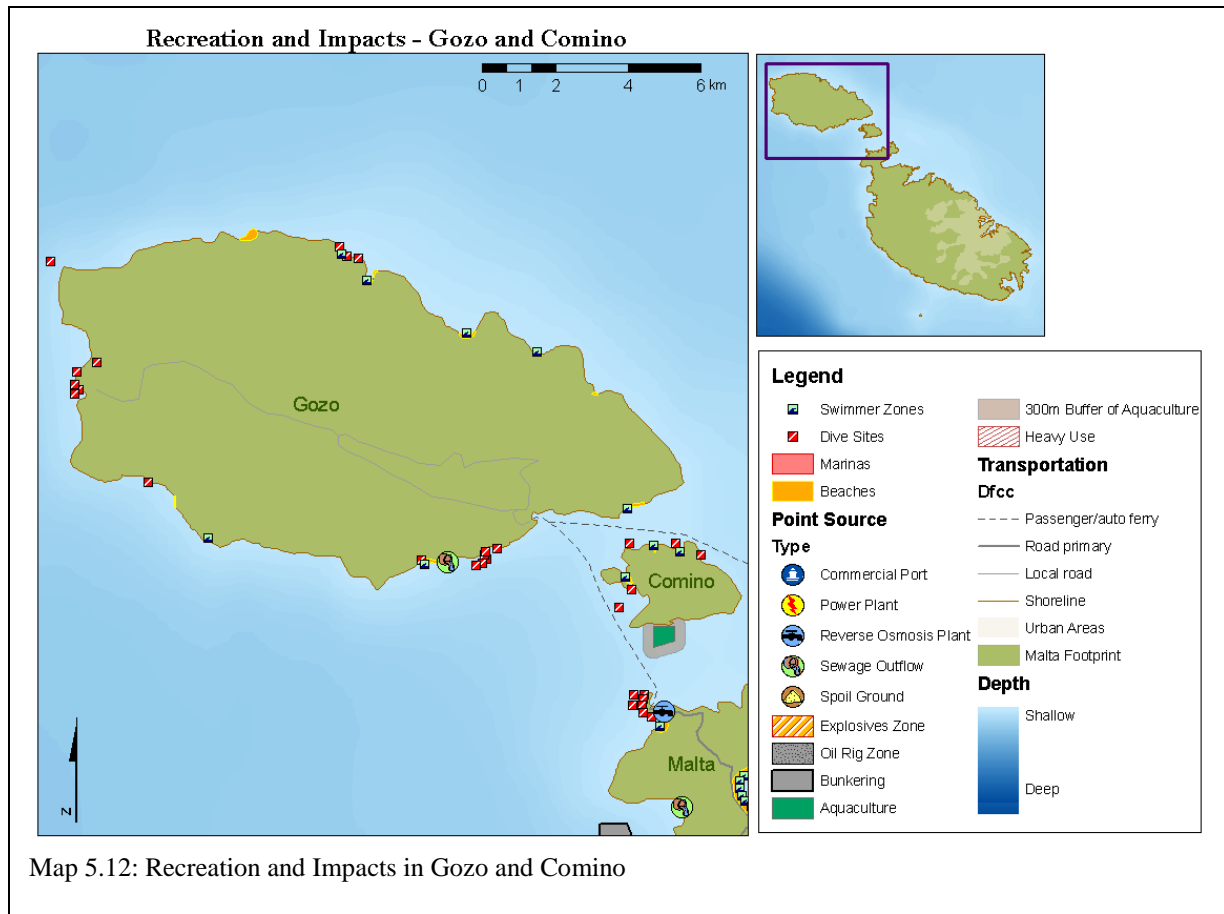 Recreation and Impacts - Gozo and Comino
0 1 2 4 6 km
Gozo
Comino
Malta
N
Legend
Swimmer Zones
Dive Sites
Marinas
Beaches
Point Source
Type
Commercial Port
Power Plant
Reverse Osmosis Plant
Sewage Outflow
Spoil Ground
Explosives Zone
Oil Rig Zone
Bunkering
Aquaculture
300m Buffer of Aquaculture
Heavy Use
Transportation
Dfcc
Passenger/auto ferry
Road primary
Local road
Shoreline
Urban Areas
Malta Footprint
Depth
Shallow
Deep
Map 5.12: Recreation and Impacts in Gozo and Comino